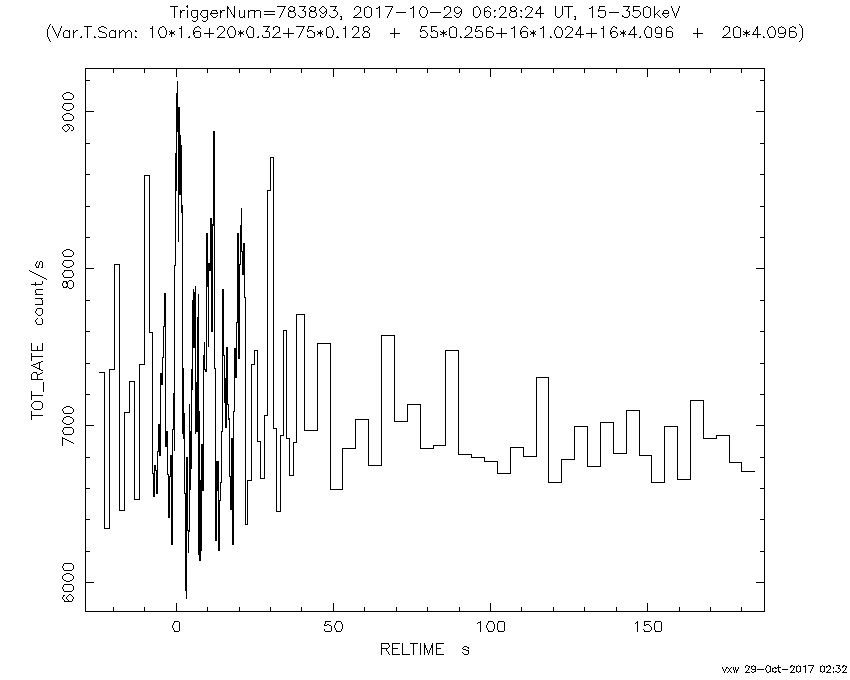 TriggerNum=783893, 2017-10-29 06:28:24 UT, 15-350keV
(Var.T.Sam: 10*1.6+20*0.32+75*0.128 + 55*0.256+16*1.024+16*4.096 + 20*4.096)
9000
8000
7000
6000
TOT_RATE count/s
0 50 100 150
RELTIME s
vxw 29-Oct-2017 02:32